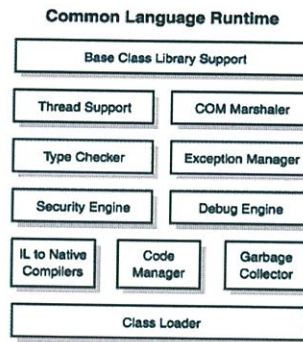 Common Language Runtime
Base Class Library Support
Thread Support
COM Marshaler
Type Checker
Exception Manager
Security Engine
Debug Engine
IL to Native
Compilers
Code
Manager
Garbage
Collector
Class Loader